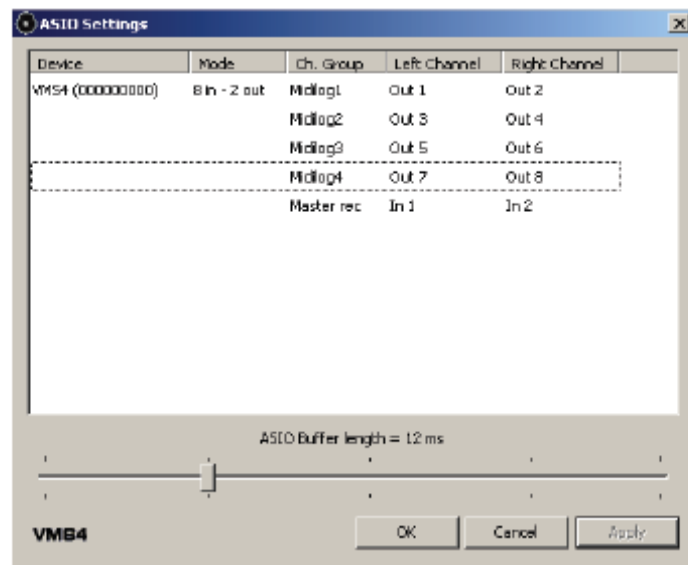 ASIO Settings
Device Mode Ch. Group Left Channel Right Channel
VMS4 (000000000) 8 in - 2 out Midilog1 Out 1 Out 2
Midilog2 Out 3 Out 4
Midilog3 Out 5 Out 6
Midilog4 Out 7 Out 8
Master rec In 1 In 2
ASIO Buffer length = 12 ms
VMS4 OK Cancel Apply